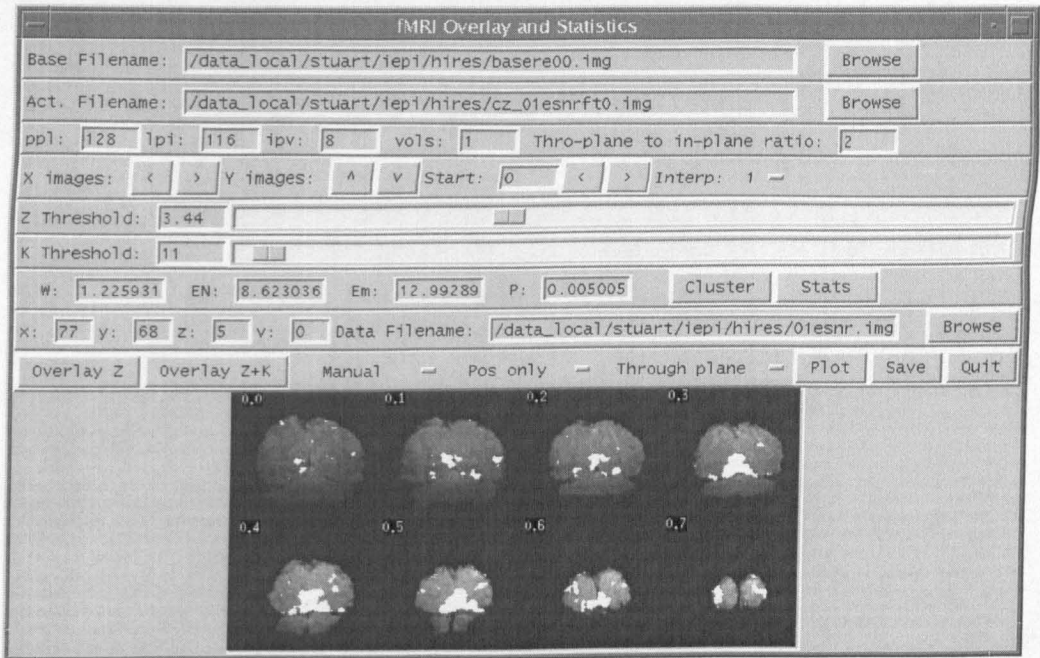 fMRI Overlay and Statistics
Base Filename: /data_local/stuart/iepi/hires/basere00.img Browse
Act. Filename: /data_local/stuart/iepi/hires/cz_01esnrft0.img Browse
ppl: 128 lpi: 116 ipv: 8 vols: 1 Thro-plane to in-plane ratio: 2
X images: < > Y images: ^ v Start: 0 < > Interp: 1
Z Threshold: 3.44
K Threshold: 11
W: 1.225931 EN: 8.623036 Em: 12.99289 P: 0.005005 Cluster Stats
x: 77 y: 68 z: 5 v: 0 Data Filename: /data_local/stuart/iepi/hires/01esnr.img Browse
Overlay Z Overlay Z+K Manual Pos only Through plane Plot Save Quit
0,0 0,1 0,2 0,3
0,4 0,5 0,6 0,7